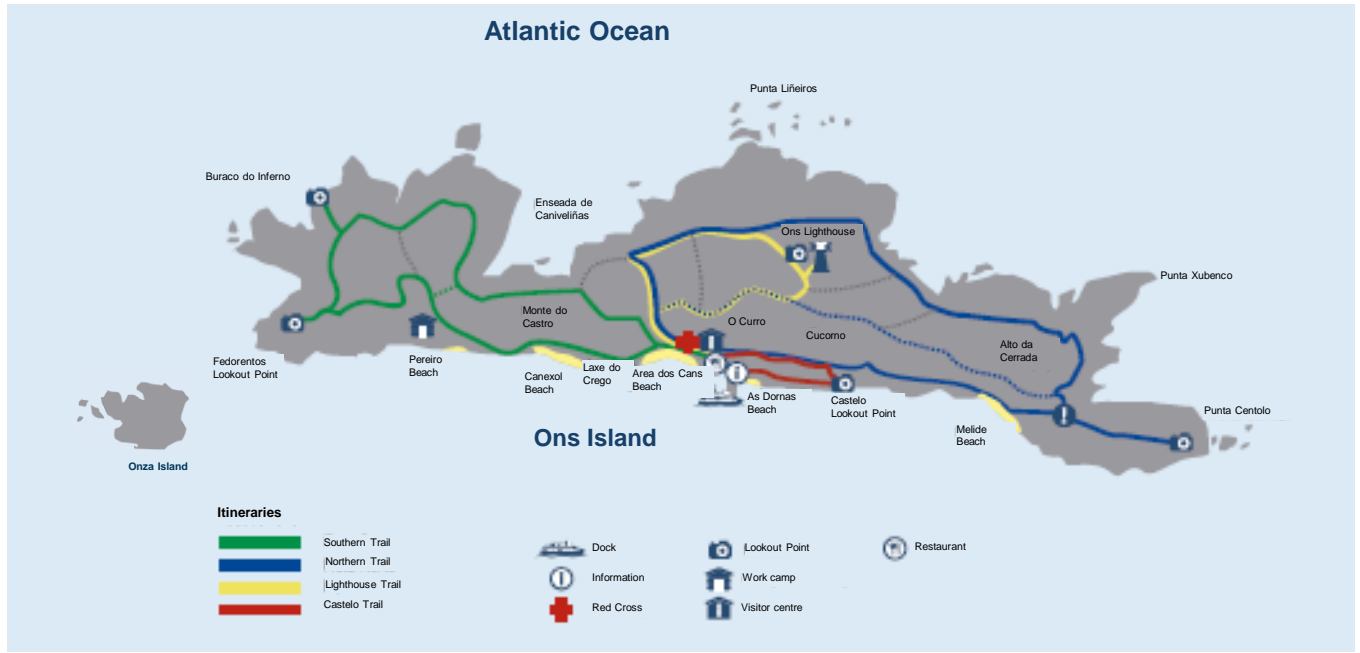 Atlantic Ocean
Punta Liñeiros
Buraco do Inferno
Enseada de
Caniveliñas
Ons Lighthouse
Punta Xubenco
Monte do
Castro
O Curro
Cucorno
Alto da
Cerrada
Fedorentos
Lookout Point
Pereiro
Beach
Canexol
Beach
Laxe do
Crego
Area dos Cans
Beach
As Dornas
Beach
Castelo
Lookout Point
Melide
Beach
Punta Centolo
Ons Island
Onza Island
Itineraries
Southern Trail
Northern Trail
Lighthouse Trail
Castelo Trail
Dock
Information
Red Cross
Lookout Point
Work camp
Visitor centre
Restaurant